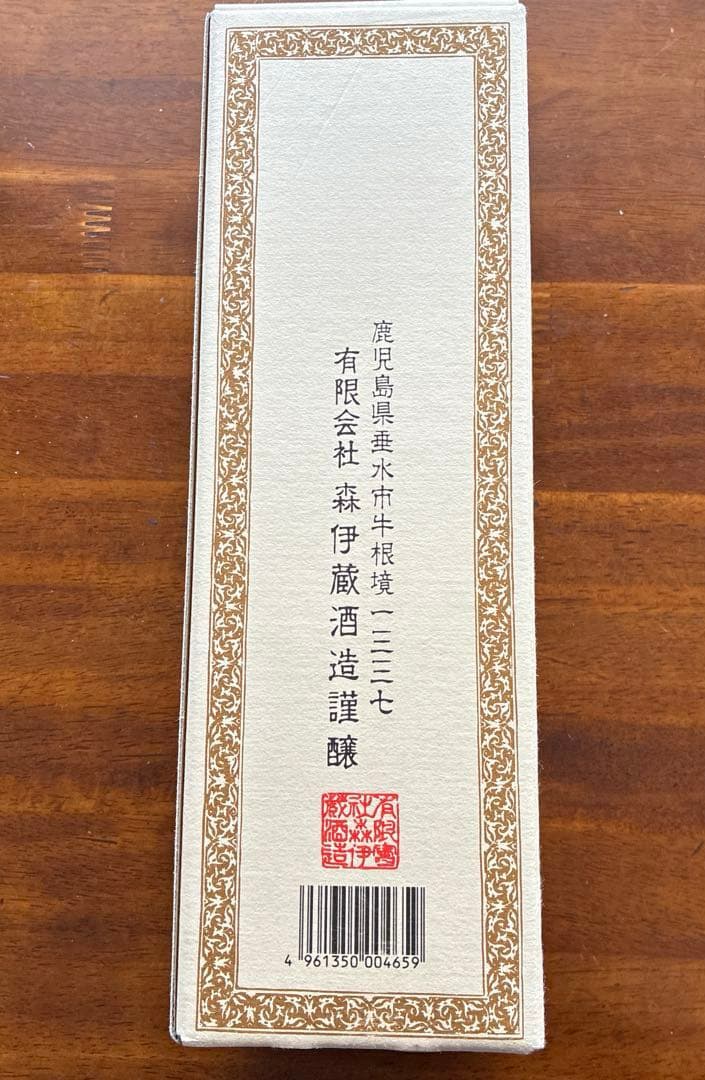 鹿児島県垂水市牛根境一三三七
有限会社 森伊蔵酒造謹醸
有限會
社森伊
蔵酒造
4 961350 004659